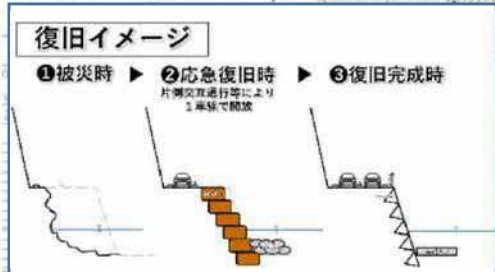 復旧イメージ
❶被災時 ▶ ❷応急復旧時 ▶ ❸復旧完成時
片側交互通行等により
1車線で開放